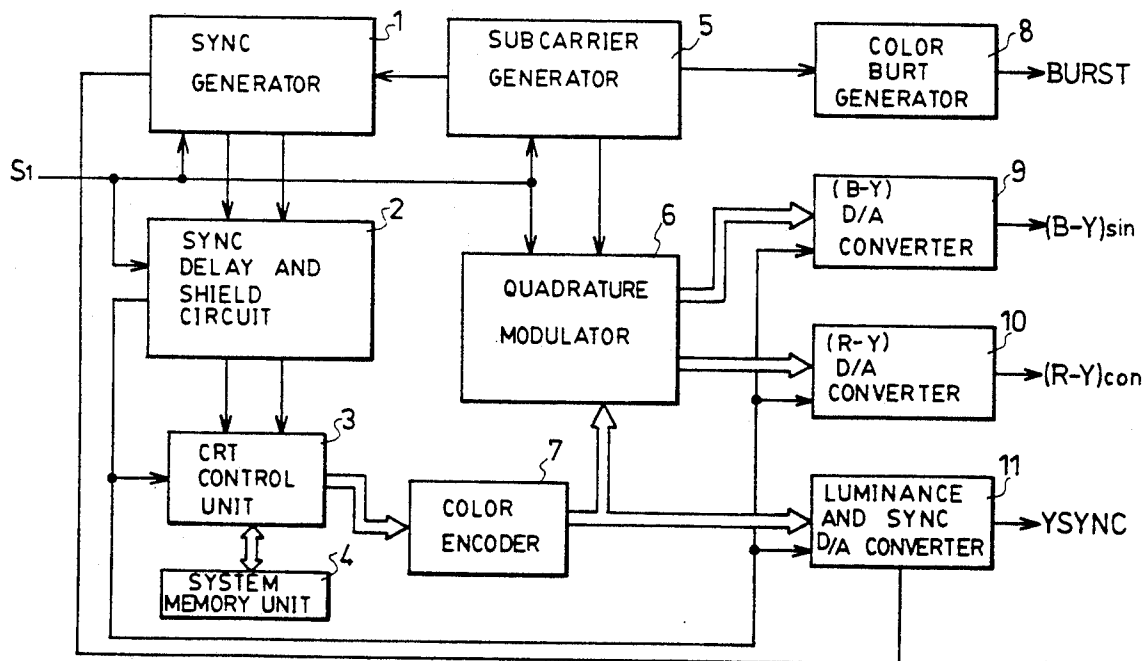 1
SYNC
GENERATOR
5
SUBCARRIER
GENERATOR
8
COLOR
BURT
GENERATOR
BURST
S1
2
SYNC
DELAY AND
SHIELD
CIRCUIT
6
QUADRATURE
MODULATOR
9
(B-Y)
D/A
CONVERTER
(B-Y)sin
10
(R-Y)
D/A
CONVERTER
(R-Y)con
3
CRT
CONTROL
UNIT
7
COLOR
ENCODER
11
LUMINANCE
AND SYNC
D/A CONVERTER
YSYNC
4
SYSTEM
MEMORY UNIT